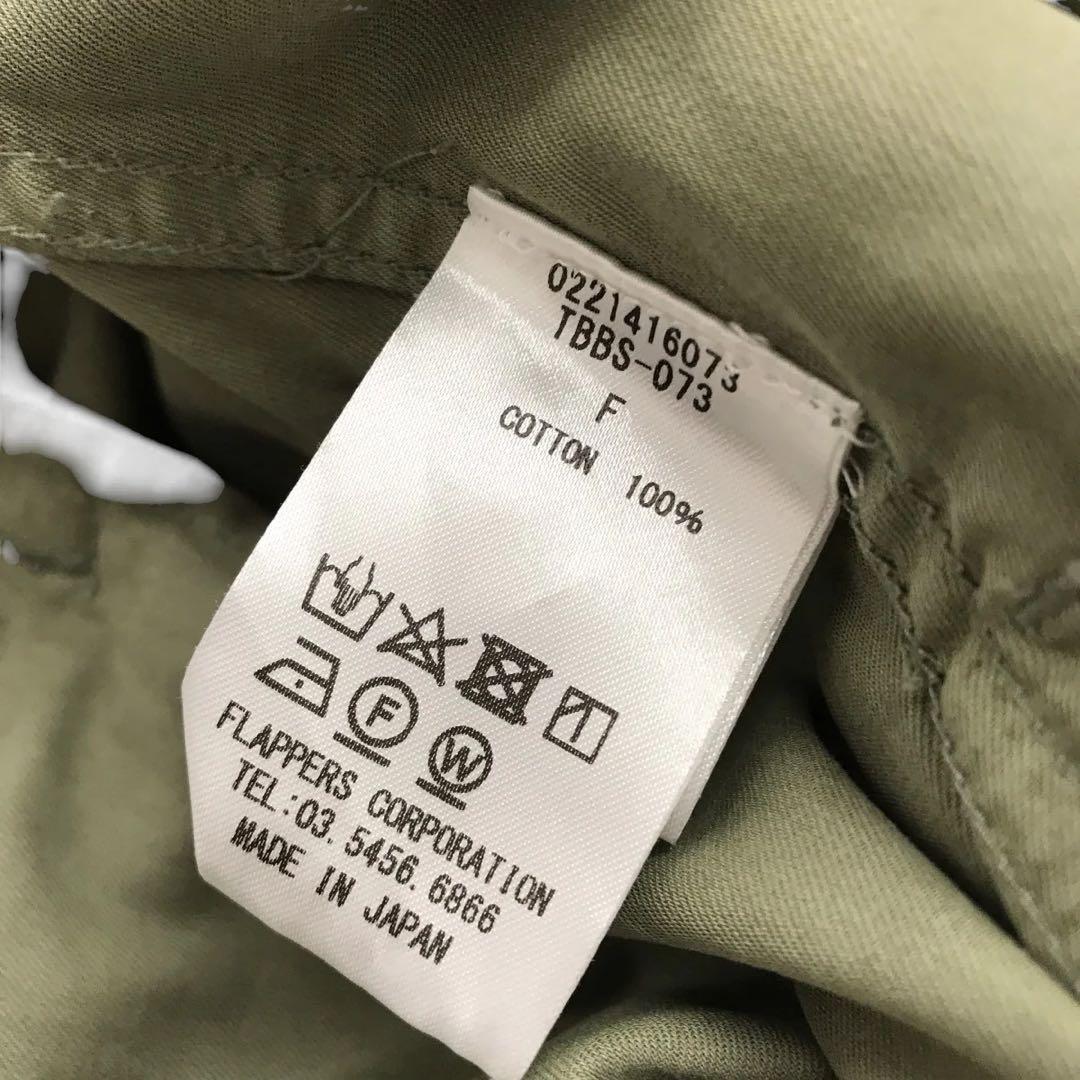 0221416073
TBBS-073
F
COTTON 100%
F
W
FLAPPERS CORPORATION
TEL:03.5456.6866
MADE IN JAPAN